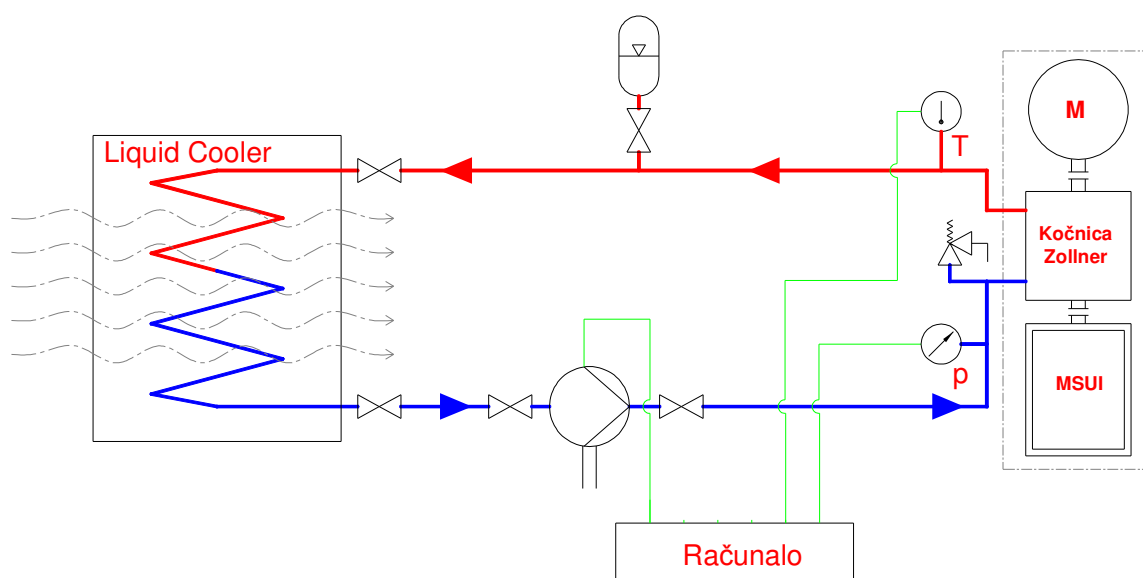 Liquid Cooler
T
M
Kočnica
Zollner
p
MSUI
Računalo